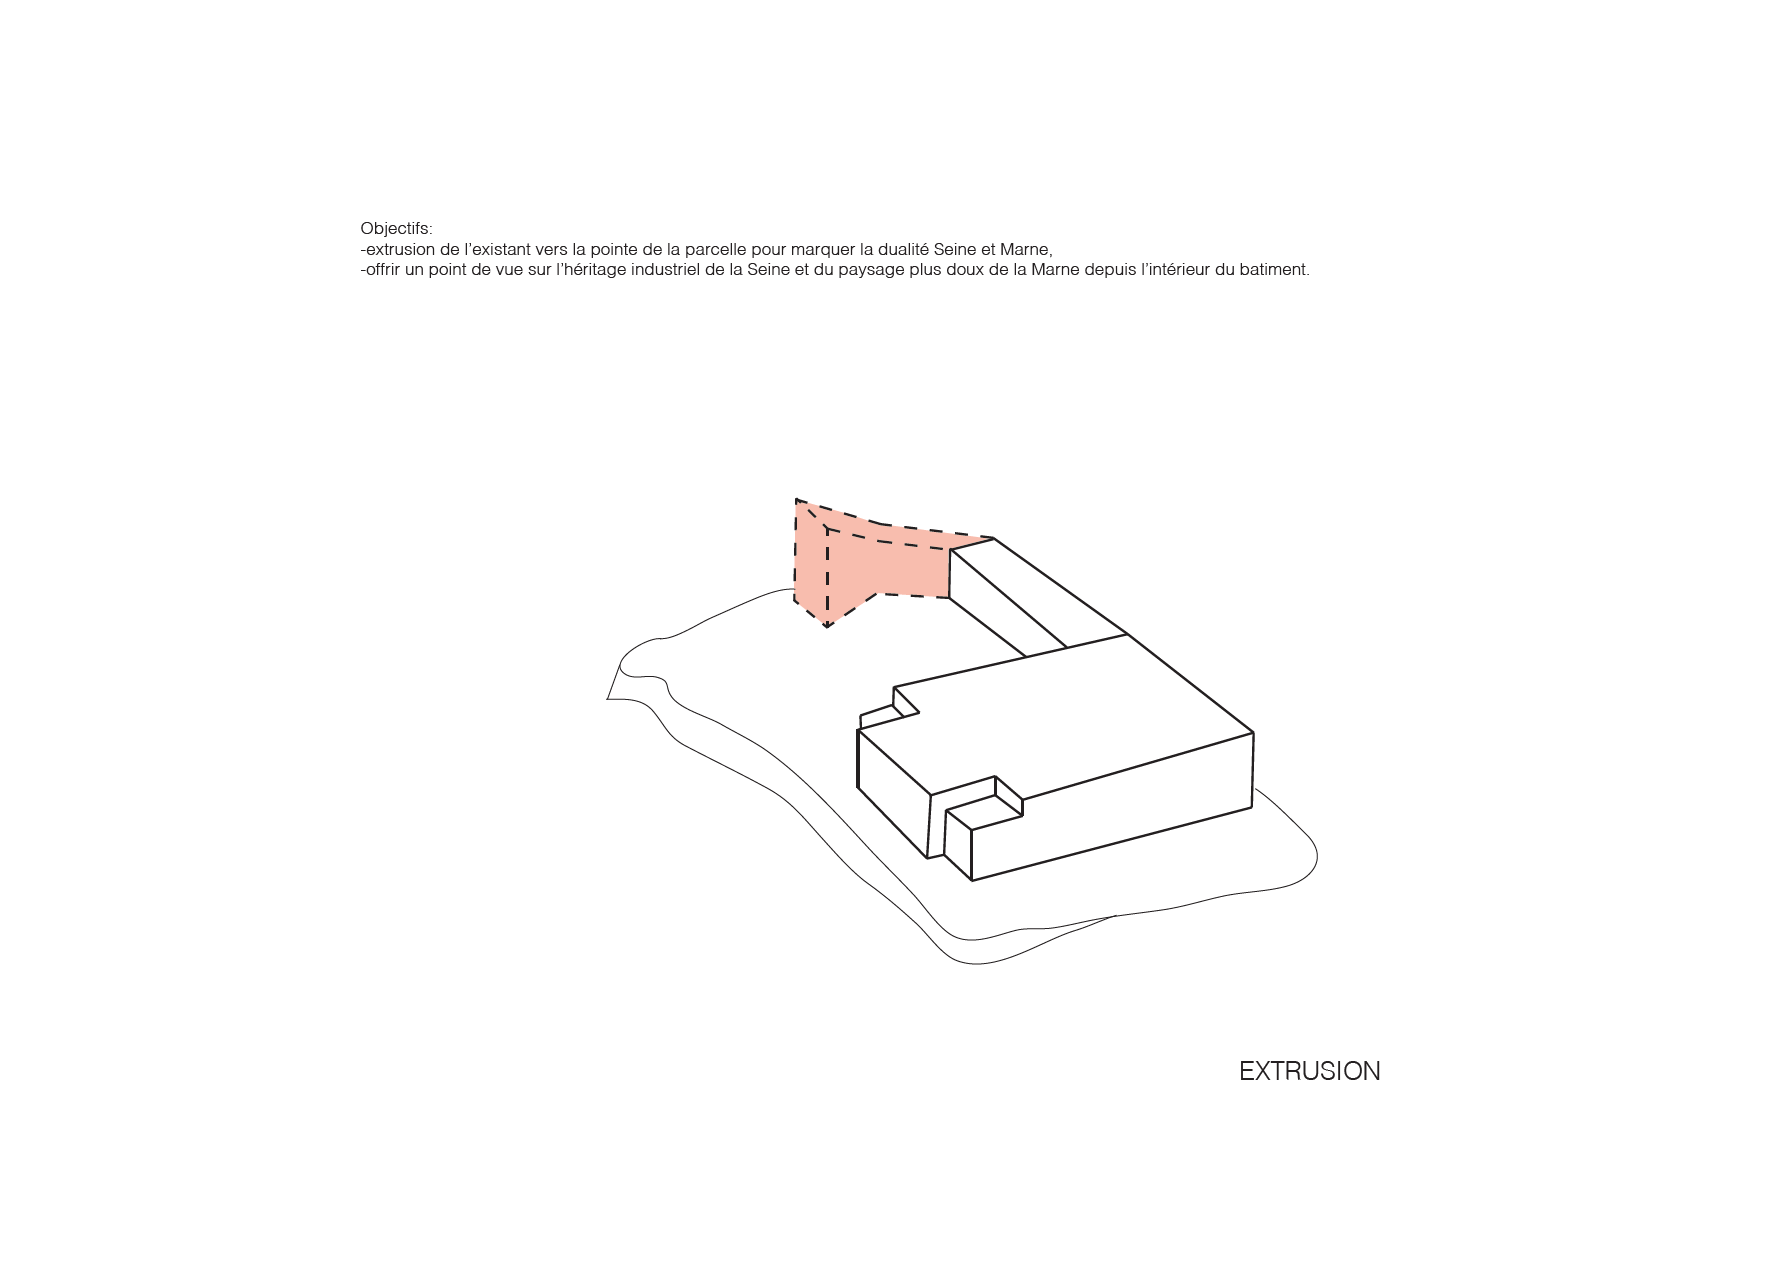 Objectifs:
-extrusion de l'existant vers la pointe de la parcelle pour marquer la dualité Seine et Marne,
-offrir un point de vue sur l'héritage industriel de la Seine et du paysage plus doux de la Marne depuis l'intérieur du batiment.
EXTRUSION